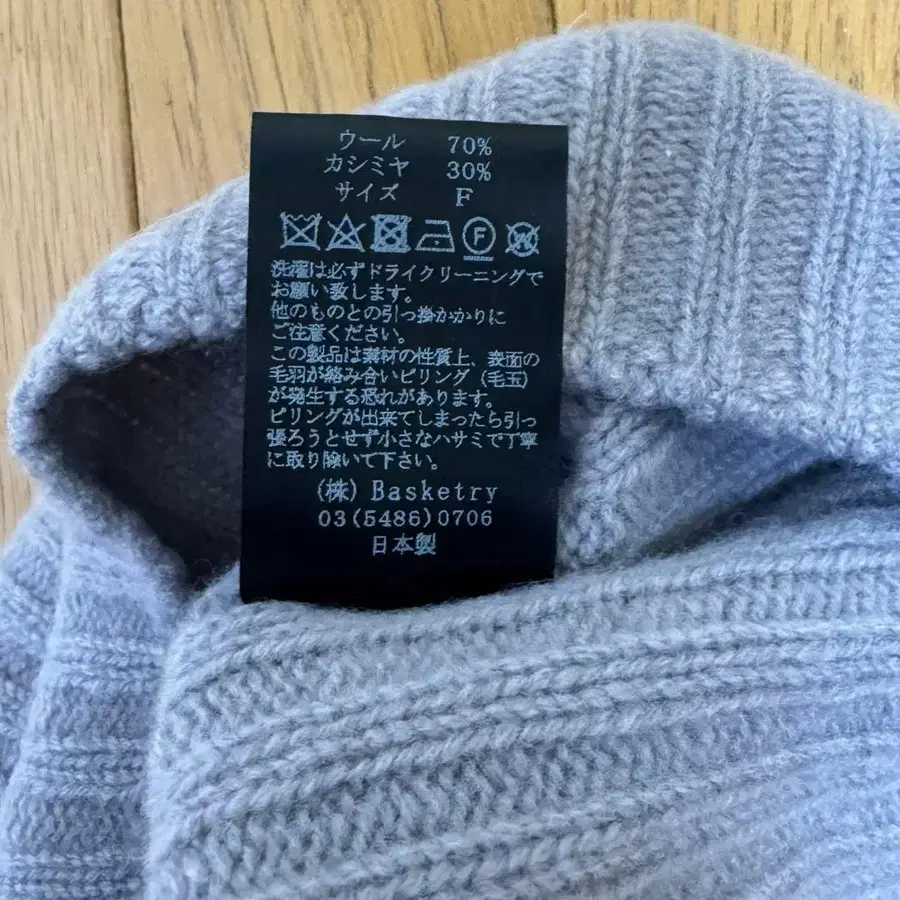 ウール 70%
カシミヤ 30%
サイズ F
F
W
洗濯は必ずドライクリーニングで
お願い致します。
他のものとの引っ掛かかりに
ご注意ください。
この製品は素材の性質上、表面の
毛羽が絡み合いピリング（毛玉）
が発生する恐れがあります。
ピリングが出来てしまったら引っ
張ろうとせず小さなハサミで丁寧
に取り除いて下さい。
(株) Basketry
03(5486)0706
日本製